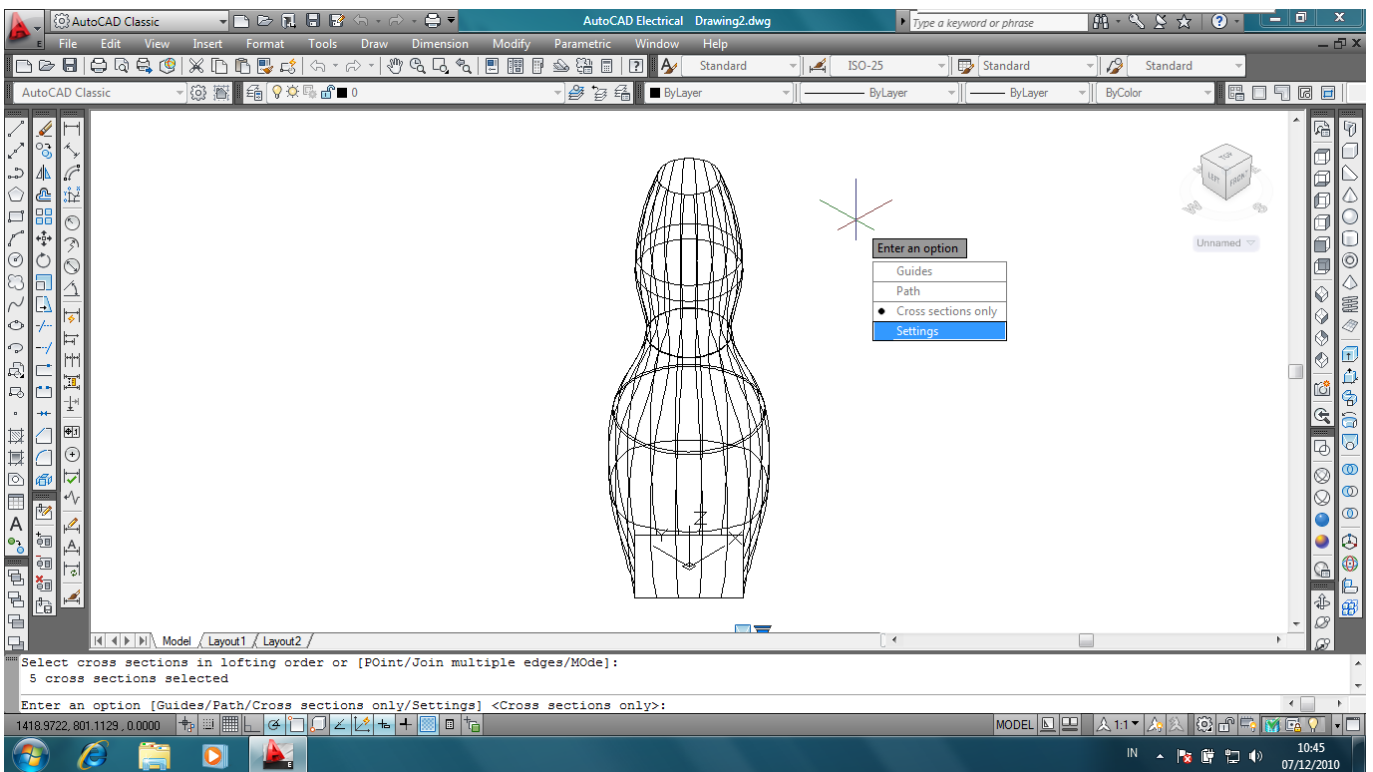 AutoCAD Classic
AutoCAD Electrical Drawing2.dwg
Type a keyword or phrase
E
File Edit View Insert Format Tools Draw Dimension Modify Parametric Window Help
Standard ISO-25 Standard Standard
AutoCAD Classic 0 ByLayer ByLayer ByLayer ByColor
TOP
LEFT FRONT
Unnamed
Enter an option
Guides
Path
Cross sections only
Settings
Z
Y X
A
Model Layout1 Layout2
Select cross sections in lofting order or [POint/Join multiple edges/MOde]:
5 cross sections selected
Enter an option [Guides/Path/Cross sections only/Settings] <Cross sections only>:
1418.9722, 801.1129 , 0.0000 MODEL 1:1
IN
10:45
07/12/2010